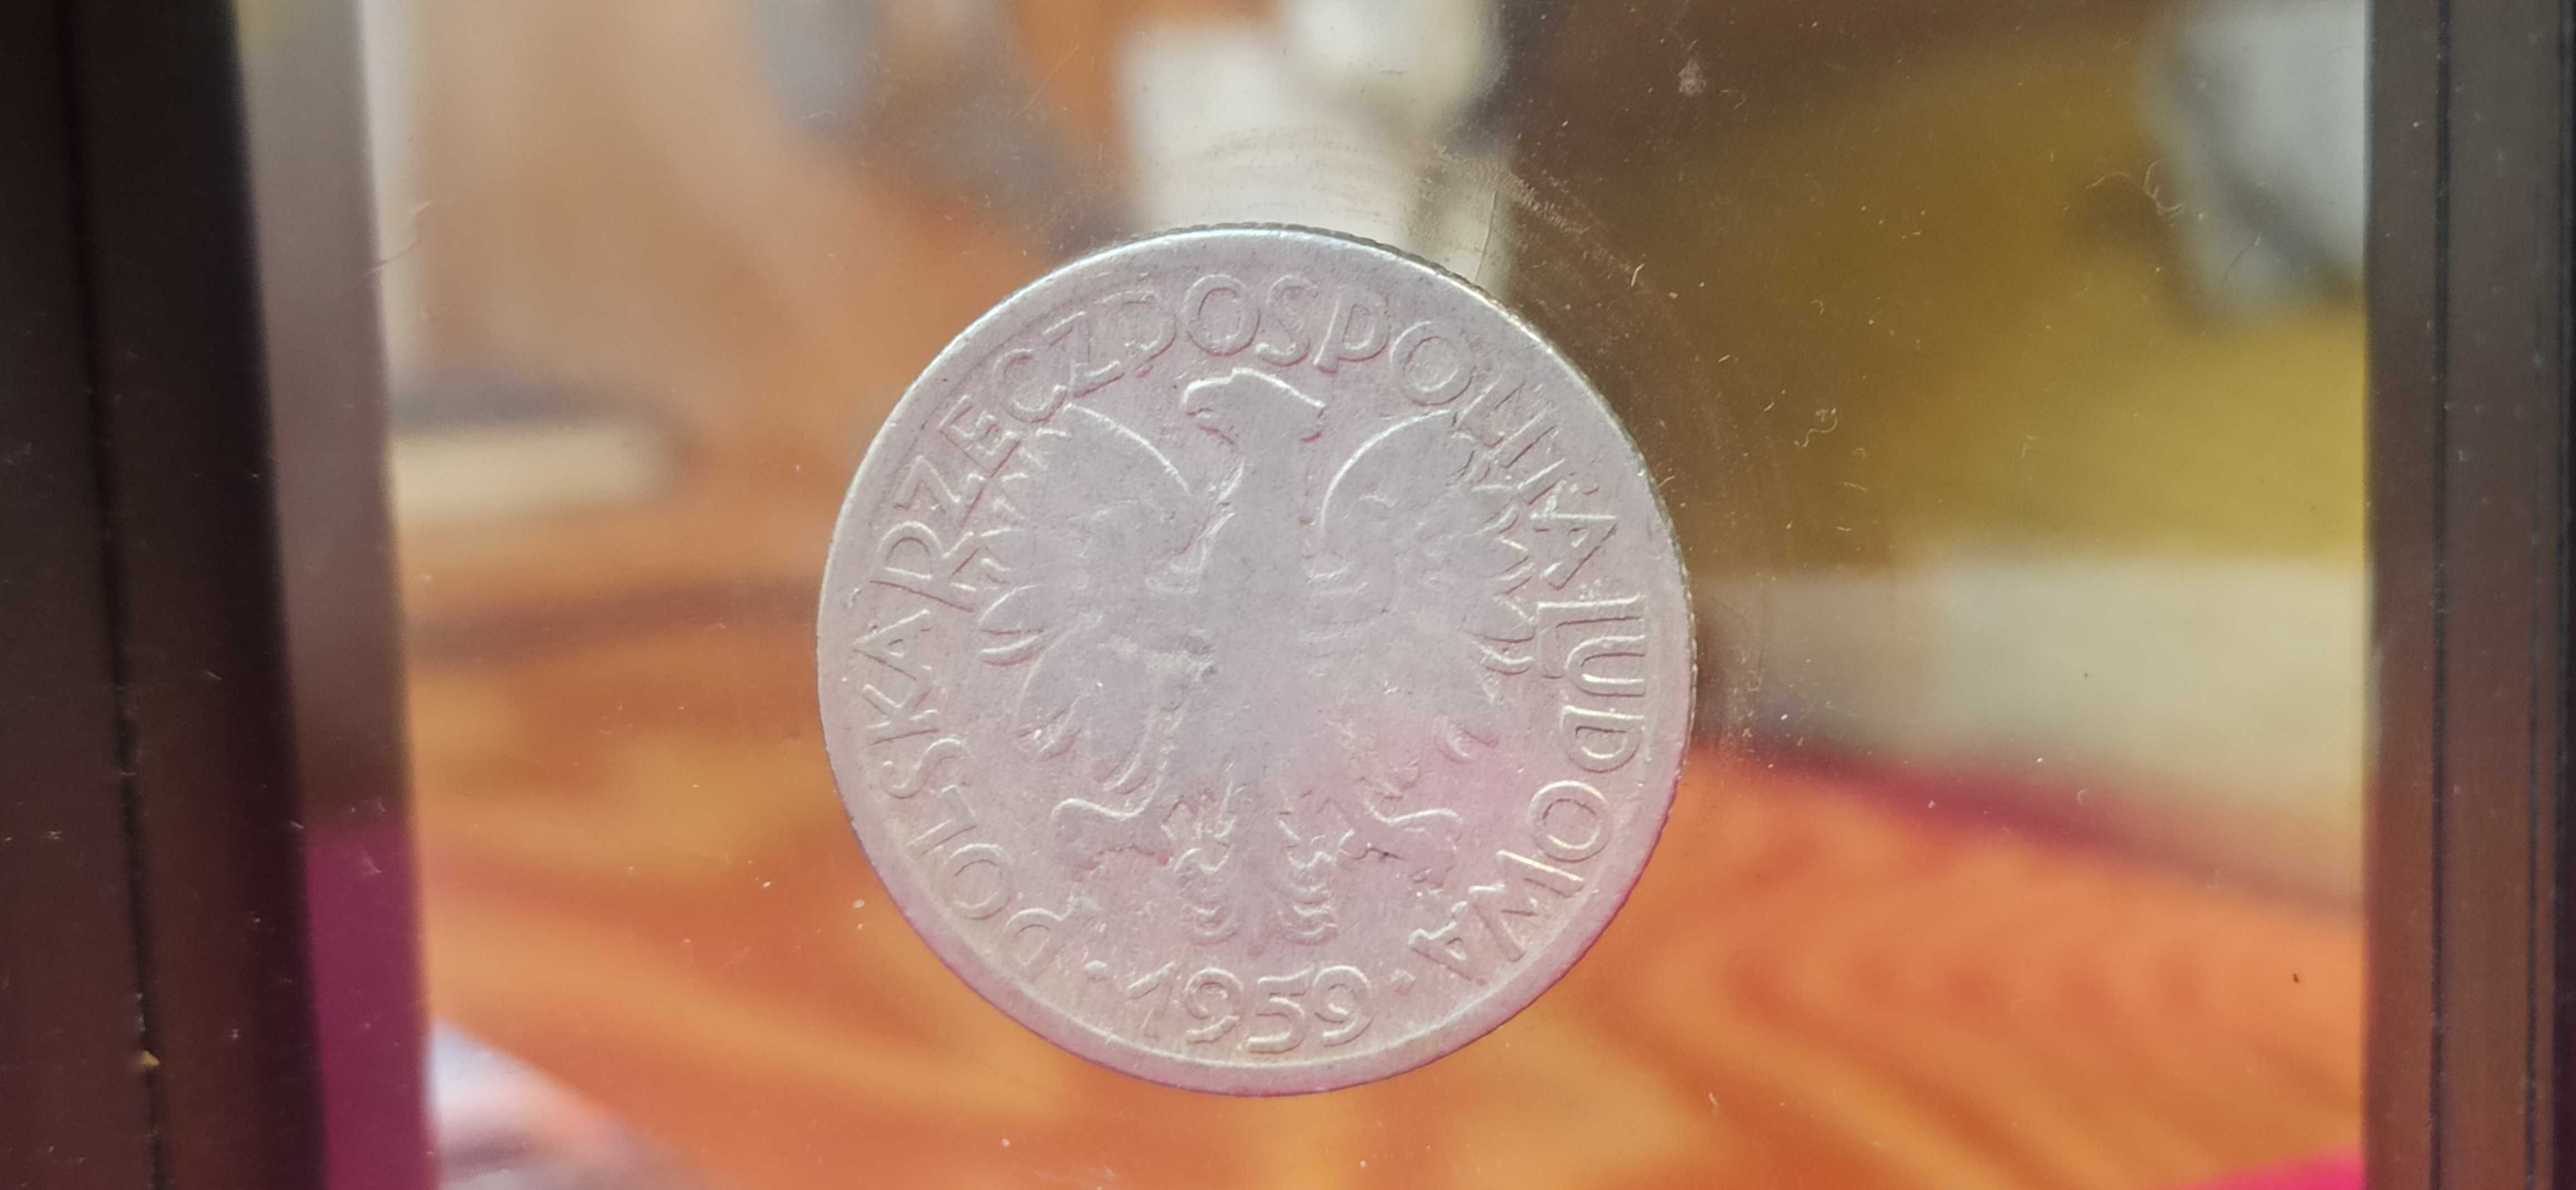 POLSKA RZECZPOSPOLITA LUDOWA
· 1959 ·